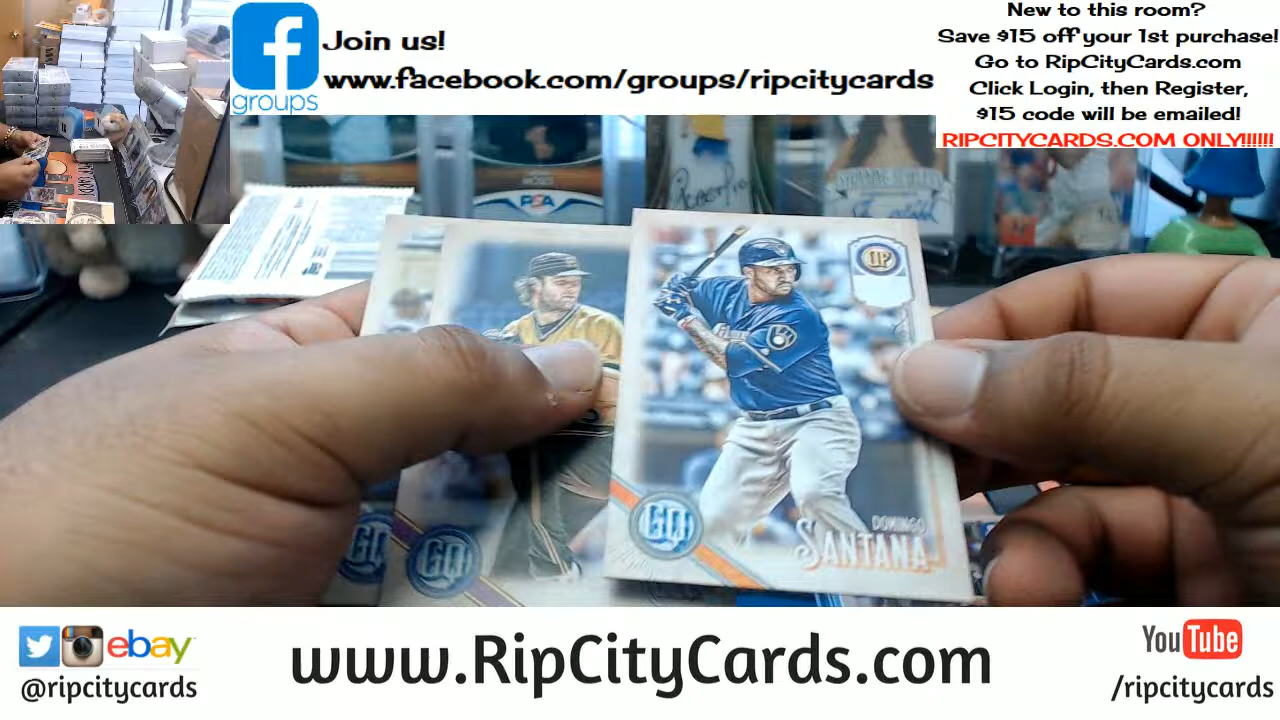 Join us!
www.facebook.com/groups/ripcitycards
groups
New to this room?
Save $15 off your 1st purchase!
Go to RipCityCards.com
Click Login, then Register,
$15 code will be emailed!
RIPCITYCARDS.COM ONLY!!!!!!
PSA
GQ
GQ
GQ
DOMINGO
SANTANA
ebay
@ripcitycards
www.RipCityCards.com
YouTube
/ripcitycards